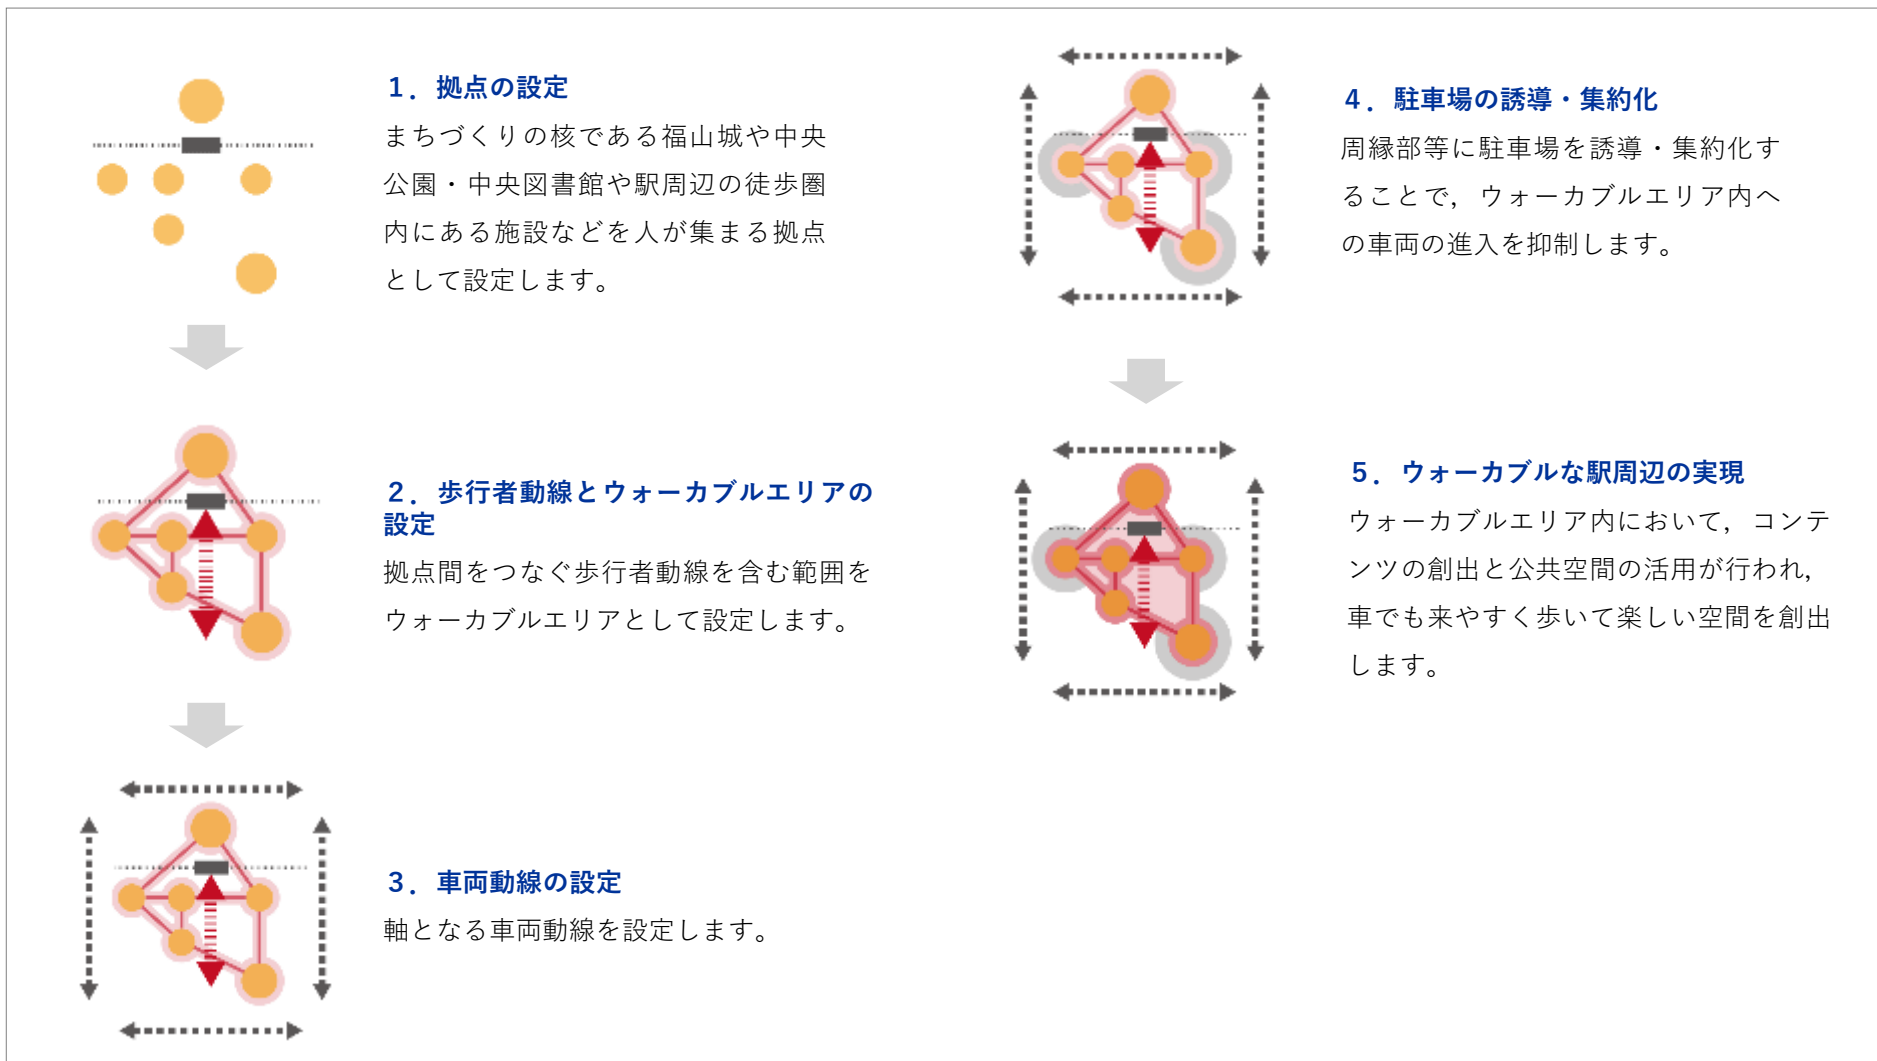 １．拠点の設定
まちづくりの核である福山城や中央
公園・中央図書館や駅周辺の徒歩圏
内にある施設などを人が集まる拠点
として設定します。
２．歩行者動線とウォーカブルエリアの
設定
拠点間をつなぐ歩行者動線を含む範囲を
ウォーカブルエリアとして設定します。
３．車両動線の設定
軸となる車両動線を設定します。
４．駐車場の誘導・集約化
周縁部等に駐車場を誘導・集約化す
ることで，ウォーカブルエリア内へ
の車両の進入を抑制します。
５．ウォーカブルな駅周辺の実現
ウォーカブルエリア内において，コンテ
ンツの創出と公共空間の活用が行われ，
車でも来やすく歩いて楽しい空間を創出
します。